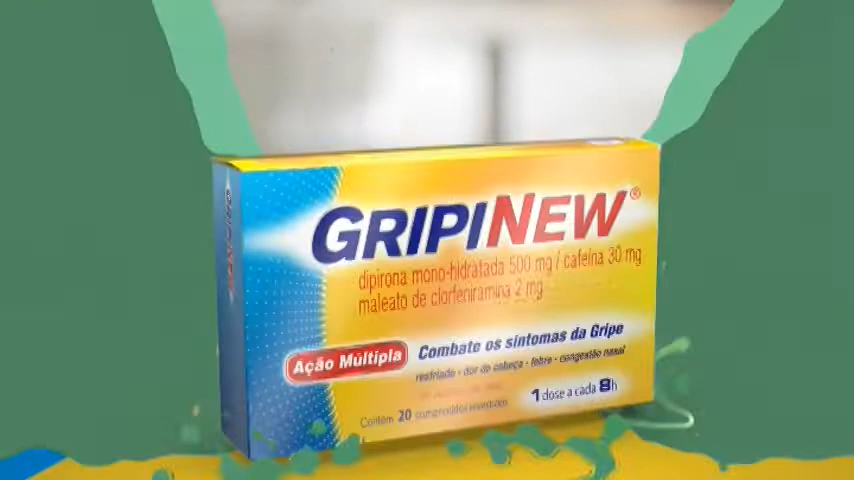 GRIPINEW®
dipirona mono-hidratada 500 mg / cafeína 30 mg
maleato de clorfeniramina 2 mg
Ação Múltipla
Combate os sintomas da Gripe
resfriado - dor de cabeça - febre - congestão nasal
1 dose a cada 8h
Contém 20 comprimidos revestidos